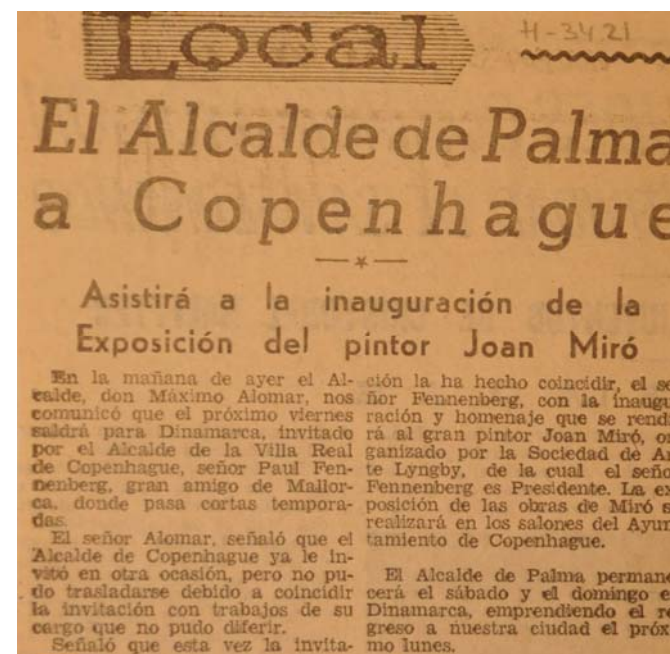 Local
H-3421
El Alcalde de Palma
a Copenhague
Asistirá a la inauguración de la
Exposición del pintor Joan Miró
En la mañana de ayer el Al-
calde, don Máximo Alomar, nos
comunicó que el próximo viernes
saldrá para Dinamarca, invitado
por el Alcalde de la Villa Real
de Copenhague, señor Paul Fen-
nenberg, gran amigo de Mallor-
ca, donde pasa cortas tempora-
das.
El señor Alomar, señaló que el
Alcalde de Copenhague ya le in-
vitó en otra ocasión, pero no pu-
do trasladarse debido a coincidir
la invitación con trabajos de su
cargo que no pudo diferir.
Señaló que esta vez la invita-
ción la ha hecho coincidir, el se
ñor Fennenberg, con la inaugu
ración y homenaje que se rendi
rá al gran pintor Joan Miró, or
ganizado por la Sociedad de Ar
te Lyngby, de la cual el seño
Fennenberg es Presidente. La ex
posición de las obras de Miró s
realizará en los salones del Ayun
tamiento de Copenhague.
El Alcalde de Palma permane
cerá el sábado y el domingo e
Dinamarca, emprendiendo el re
greso a nuestra ciudad el próx
mo lunes.